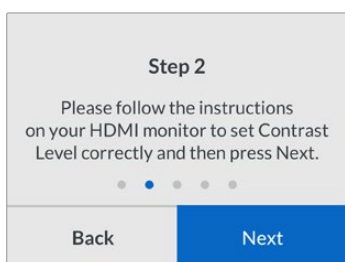 Step 2
Please follow the instructions
on your HDMI monitor to set Contrast
Level correctly and then press Next.
Back
Next